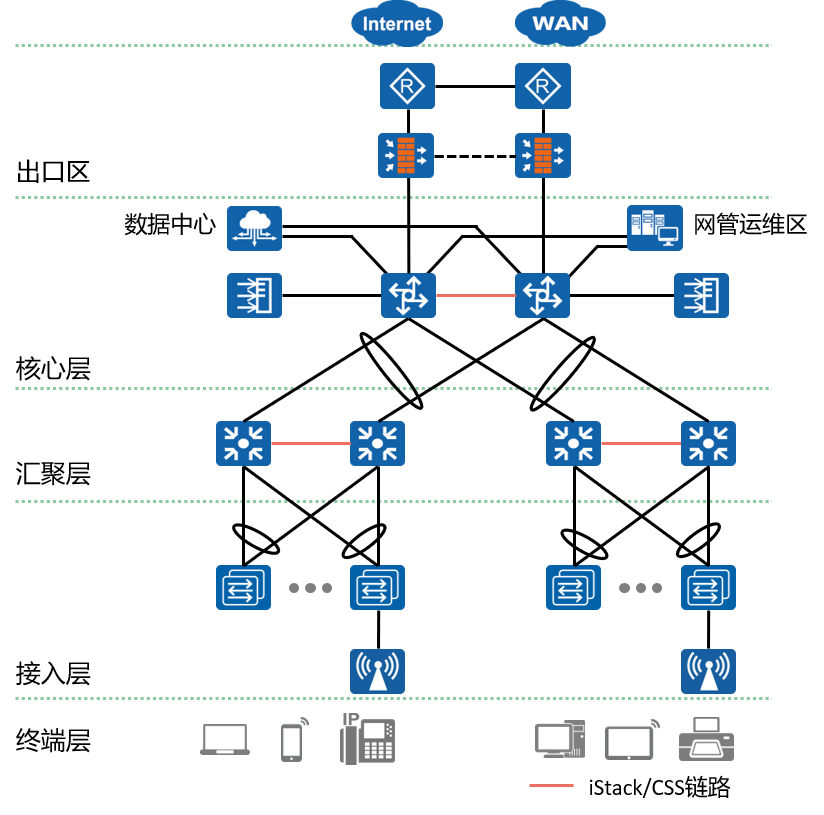 Internet
WAN
R
R
出口区
数据中心
网管运维区
核心层
汇聚层
接入层
终端层
IP
iStack/CSS链路